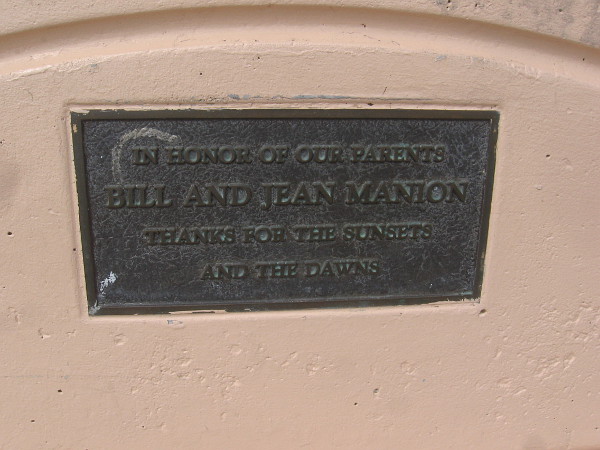 IN HONOR OF OUR PARENTS
BILL AND JEAN MANION
THANKS FOR THE SUNSETS
AND THE DAWNS